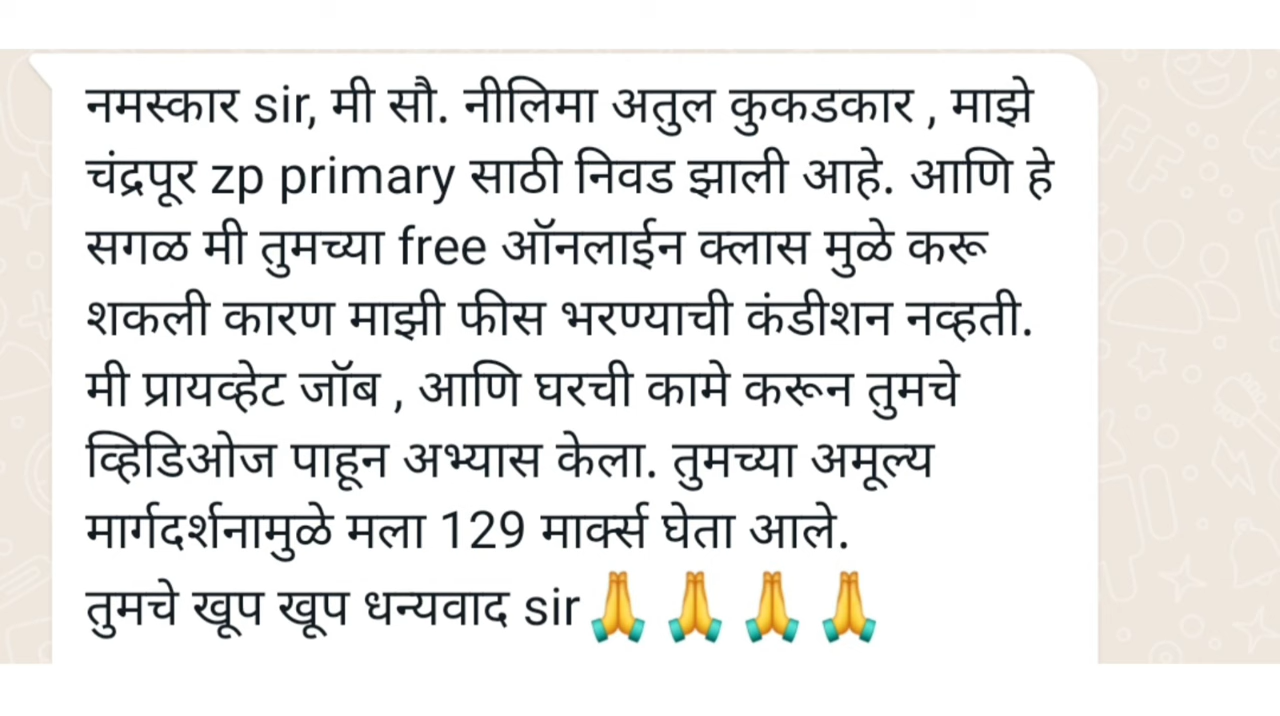 नमस्कार sir, मी सौ. नीलिमा अतुल कुकडकार , माझे
चंद्रपूर zp primary साठी निवड झाली आहे. आणि हे
सगळ मी तुमच्या free ऑनलाईन क्लास मुळे करू
शकली कारण माझी फीस भरण्याची कंडीशन नव्हती.
मी प्रायव्हेट जॉब , आणि घरची कामे करून तुमचे
व्हिडिओज पाहून अभ्यास केला. तुमच्या अमूल्य
मार्गदर्शनामुळे मला 129 मार्क्स घेता आले.
तुमचे खूप खूप धन्यवाद sir🙏🙏🙏🙏